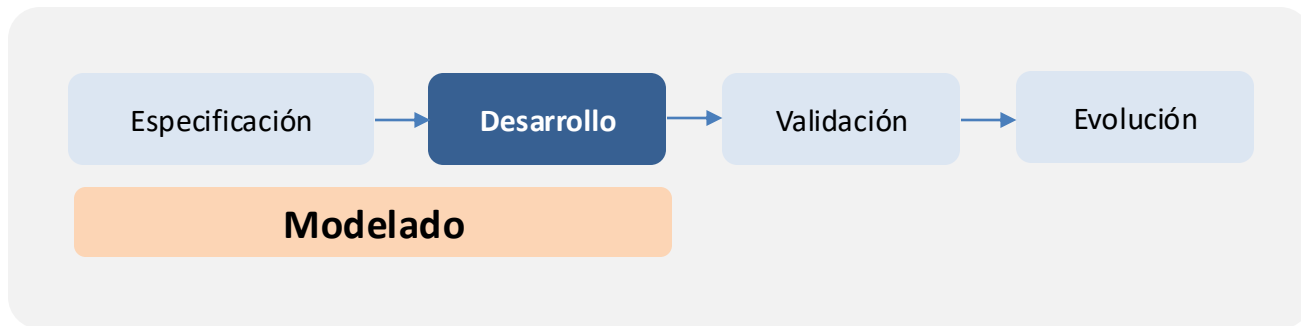 Especificación
Desarrollo
Validación
Evolución
Modelado